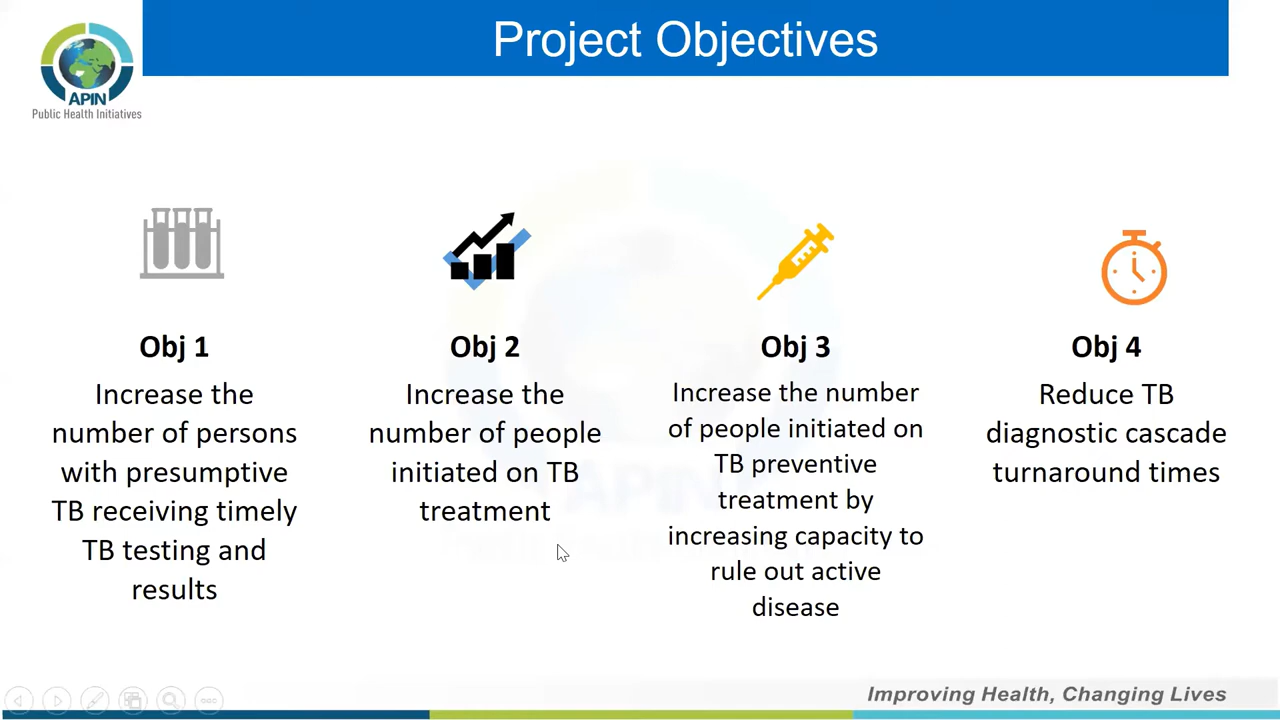 Project Objectives
APIN
Public Health Initiatives
Obj 1
Increase the
number of persons
with presumptive
TB receiving timely
TB testing and
results
Obj 2
Increase the
number of people
initiated on TB
treatment
Obj 3
Increase the number
of people initiated on
TB preventive
treatment by
increasing capacity to
rule out active
disease
Obj 4
Reduce TB
diagnostic cascade
turnaround times
APIN
Improving Health, Changing Lives